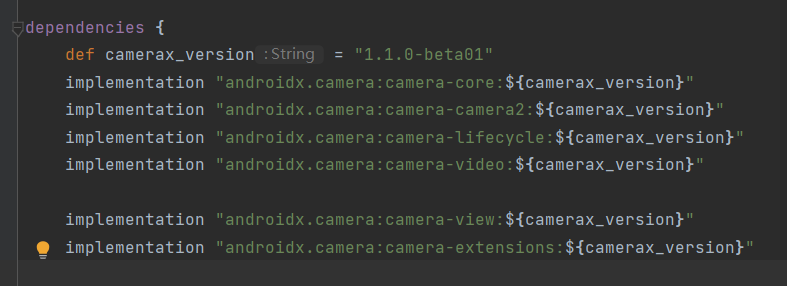 dependencies {
def camerax_version : String = "1.1.0-beta01"
implementation "androidx.camera:camera-core:${camerax_version}"
implementation "androidx.camera:camera-camera2:${camerax_version}"
implementation "androidx.camera:camera-lifecycle:${camerax_version}"
implementation "androidx.camera:camera-video:${camerax_version}"
implementation "androidx.camera:camera-view:${camerax_version}"
implementation "androidx.camera:camera-extensions:${camerax_version}"